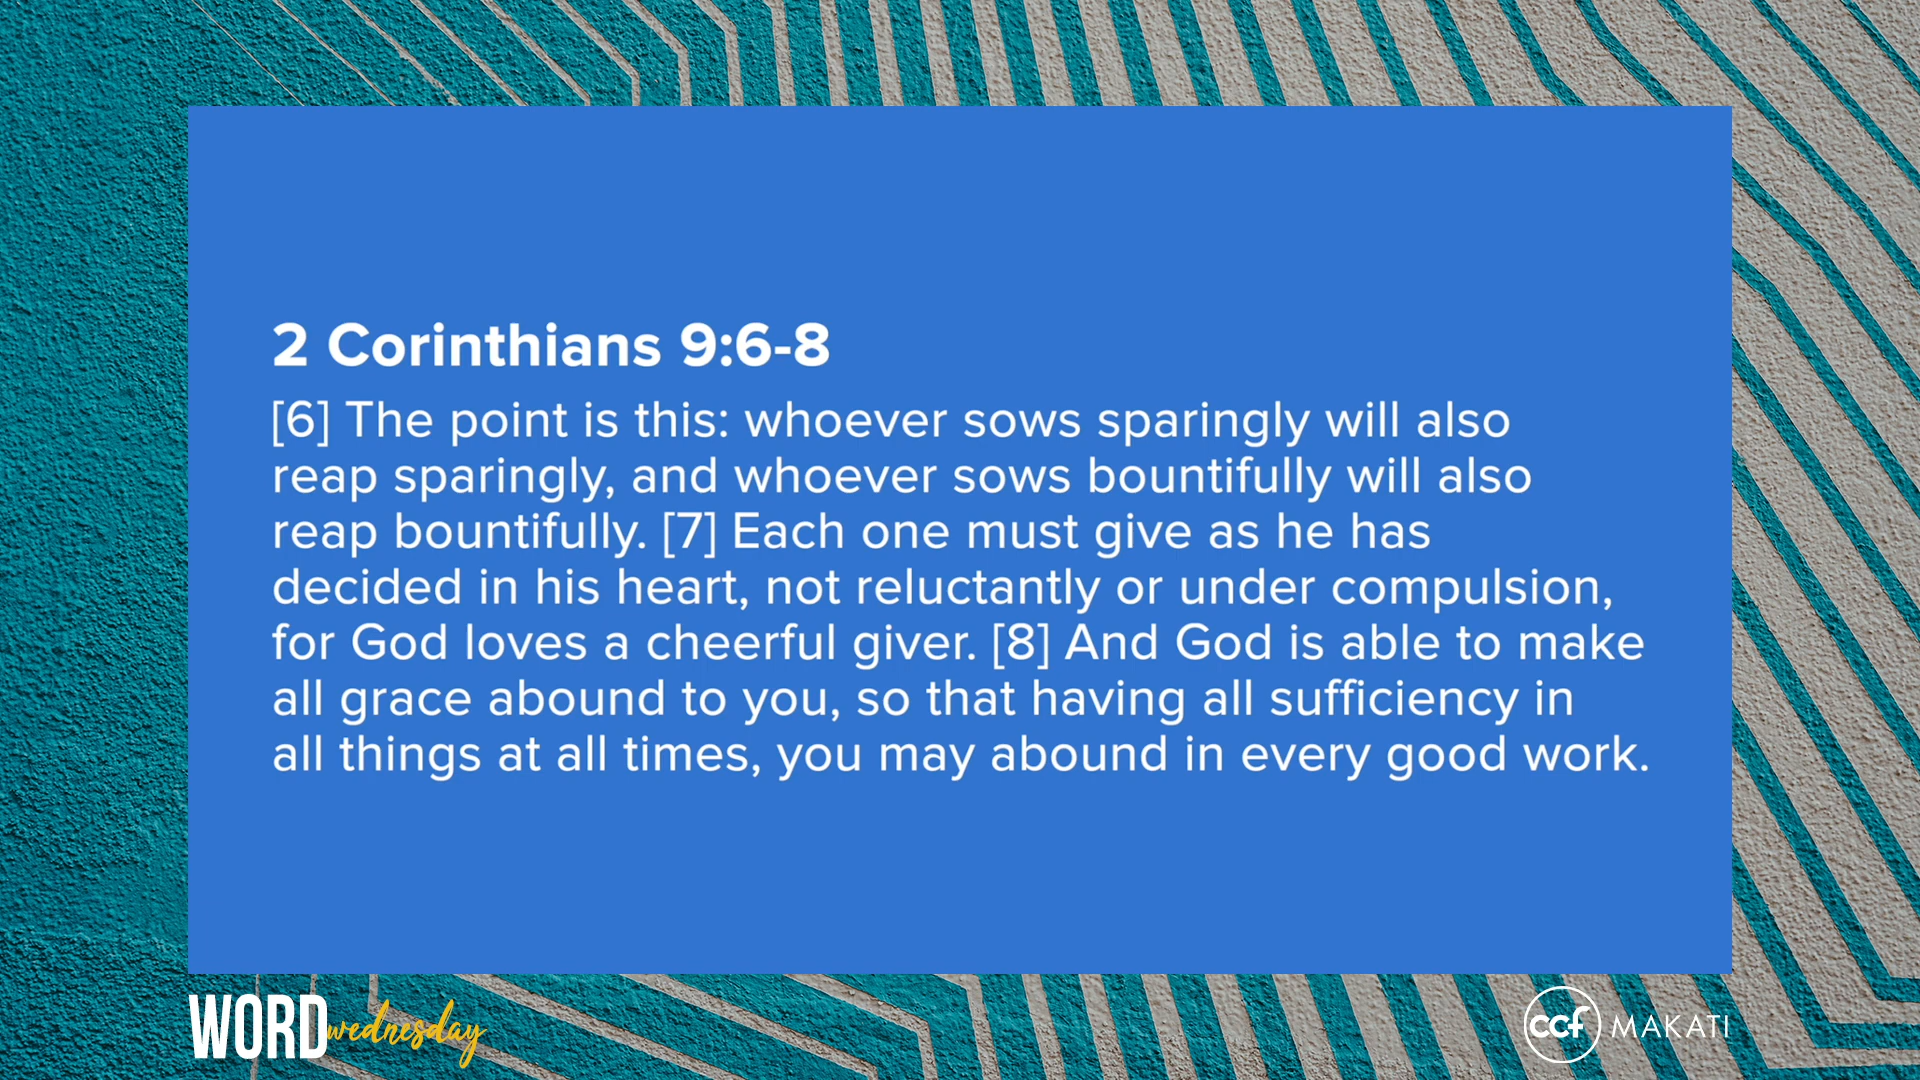 2 Corinthians 9:6-8
[6] The point is this: whoever sows sparingly will also
reap sparingly, and whoever sows bountifully will also
reap bountifully. [7] Each one must give as he has
decided in his heart, not reluctantly or under compulsion,
for God loves a cheerful giver. [8] And God is able to make
all grace abound to you, so that having all sufficiency in
all things at all times, you may abound in every good work.
WORD wednesday
ccf MAKATI